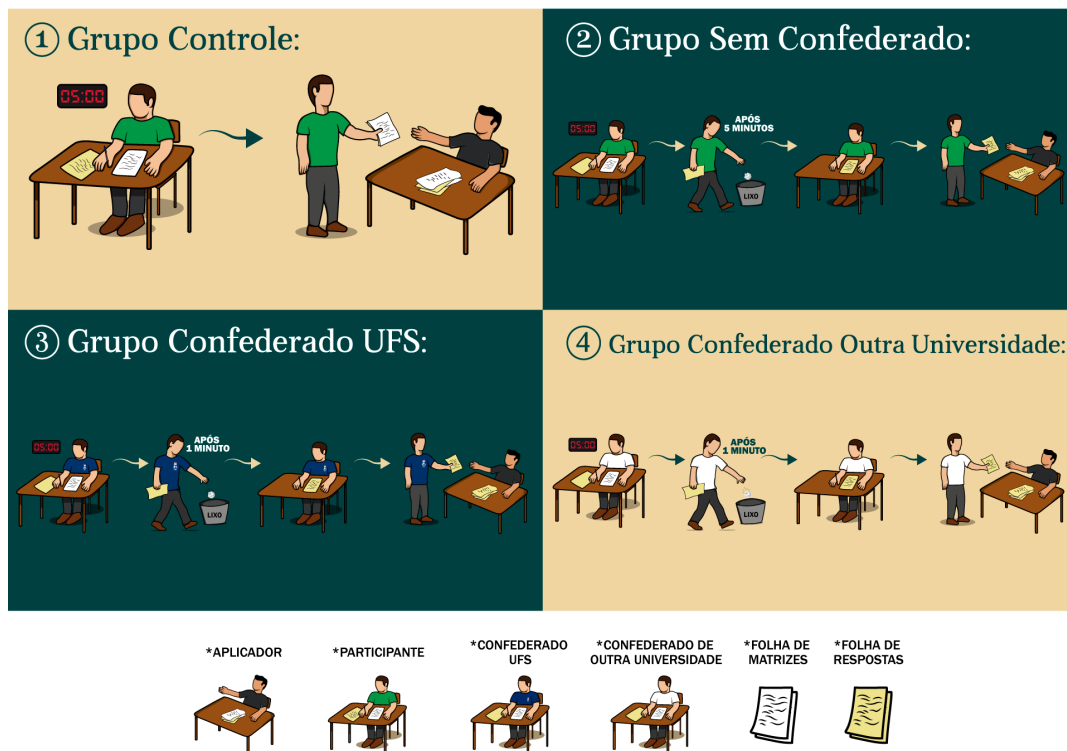 ① Grupo Controle:
05:00
② Grupo Sem Confederado:
05:00
APÓS
5 MINUTOS
LIXO
③ Grupo Confederado UFS:
05:00
APÓS
1 MINUTO
LIXO
④ Grupo Confederado Outra Universidade:
05:00
APÓS
1 MINUTO
LIXO
*APLICADOR
*PARTICIPANTE
*CONFEDERADO
UFS
*CONFEDERADO DE
OUTRA UNIVERSIDADE
*FOLHA DE
MATRIZES
*FOLHA DE
RESPOSTAS